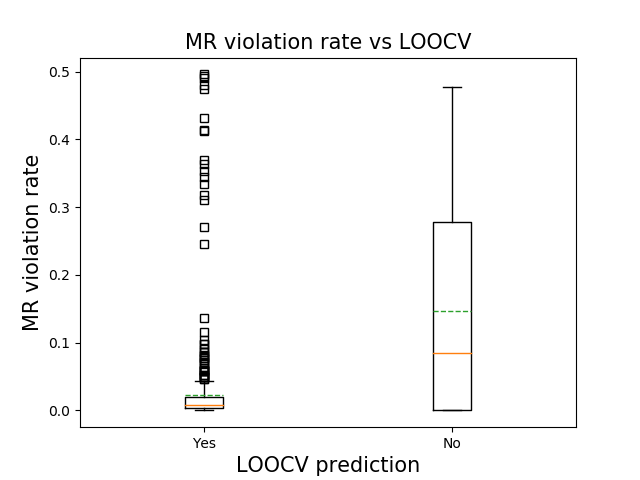 MR violation rate vs LOOCV
MR violation rate
0.5
0.4
0.3
0.2
0.1
0.0
Yes
No
LOOCV prediction